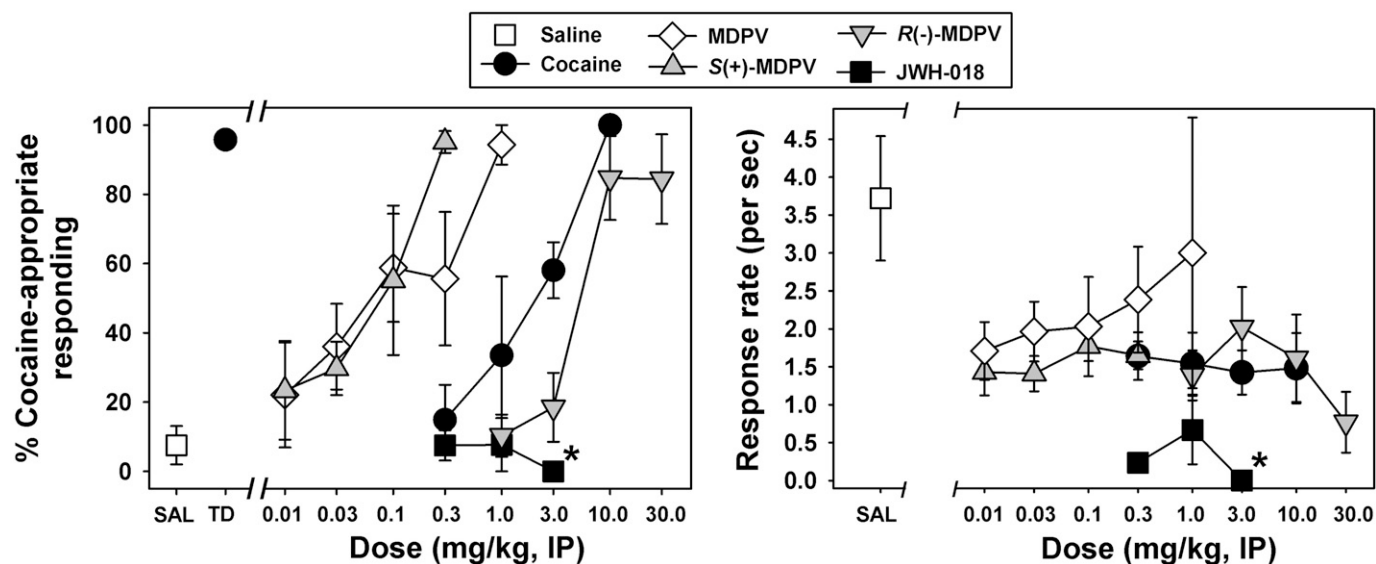 Saline
MDPV
R(-)-MDPV
Cocaine
S(+)-MDPV
JWH-018
% Cocaine-appropriate
responding
100
80
60
40
20
0
*
SAL
TD
0.01
0.03
0.1
0.3
1.0
3.0
10.0
30.0
Dose (mg/kg, IP)
Response rate (per sec)
4.5
4.0
3.5
3.0
2.5
2.0
1.5
1.0
0.5
0.0
*
SAL
0.01
0.03
0.1
0.3
1.0
3.0
10.0
30.0
Dose (mg/kg, IP)